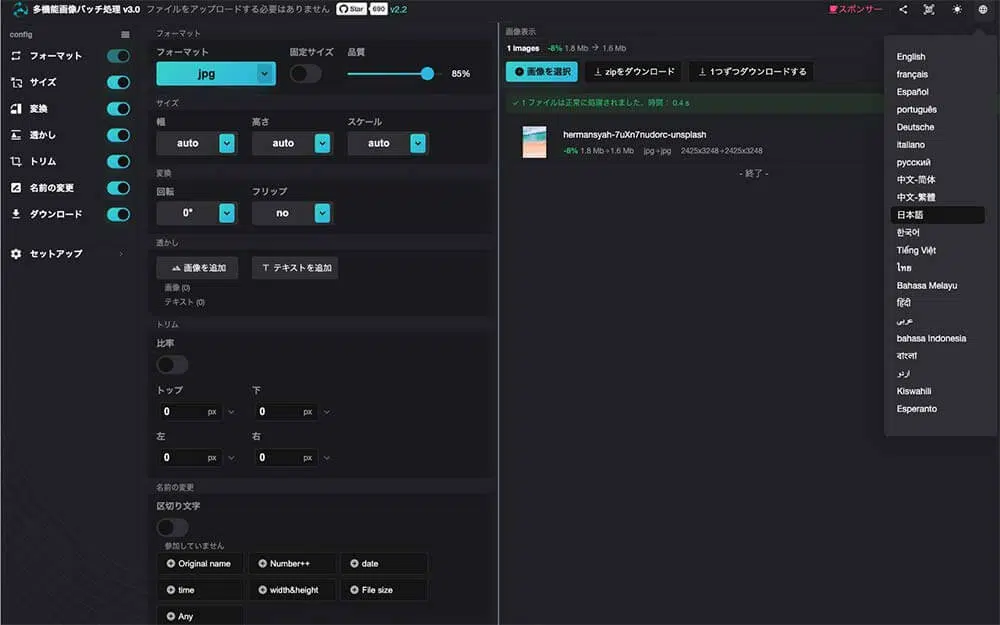 多機能画像バッチ処理 v3.0 ファイルをアップロードする必要はありません Star 690 v2.2 スポンサー
config
フォーマット
サイズ
変換
透かし
トリム
名前の変更
ダウンロード
セットアップ
フォーマット
フォーマット 固定サイズ 品質
jpg 85%
サイズ
幅 高さ スケール
auto auto auto
変換
回転 フリップ
0° no
透かし
画像を追加 テキストを追加
画像 (0)
テキスト (0)
トリム
比率
トップ 下
0 px 0 px
左 右
0 px 0 px
名前の変更
区切り文字
参加していません
Original name Number++ date
time width&height File size
Any
画像表示
1 images -8% 1.8 Mb → 1.6 Mb
画像を選択 zipをダウンロード 1つずつダウンロードする
✓ 1 ファイルは正常に処理されました、時間: 0.4 s
hermansyah-7uXn7nudorc-unsplash
-8% 1.8 Mb→1.6 Mb jpg→jpg 2425x3248→2425x3248
- 終了 -
English
français
Español
português
Deutsche
italiano
русский
中文-简体
中文-繁體
日本語
한국어
Tiếng Việt
ไทย
Bahasa Melayu
हिंदी
عربى
bahasa Indonesia
বাংলা
اردو
Kiswahili
Esperanto